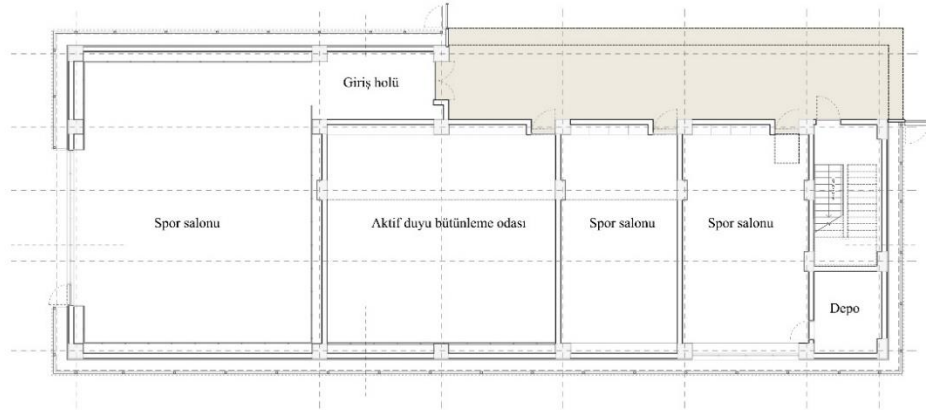 Giriş holü
Spor salonu
Aktif duyu bütünleme odası
Spor salonu
Spor salonu
Depo